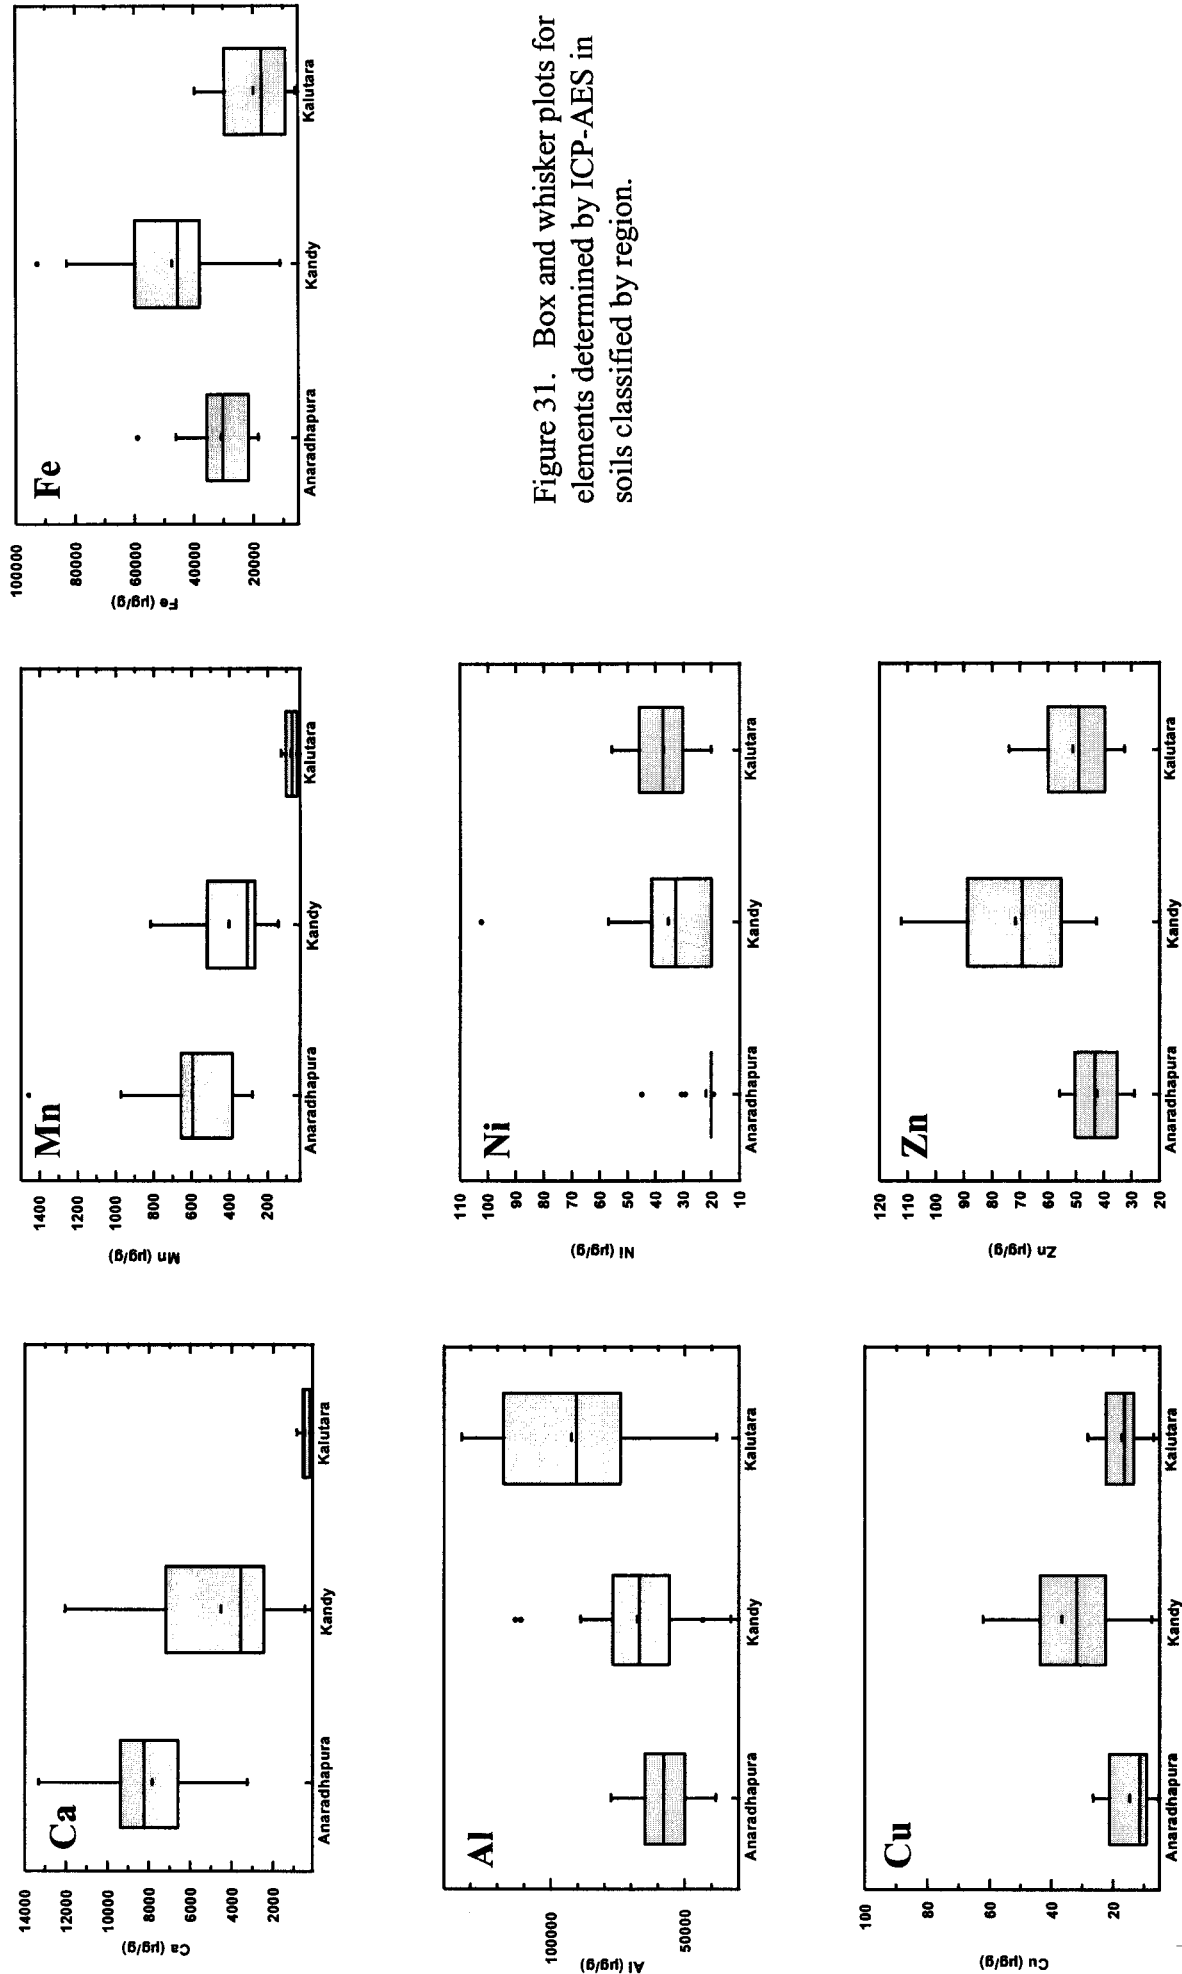 Ca
Ca (µg/g)
14000
12000
10000
8000
6000
4000
2000
Anaradhapura
Kandy
Kalutara
Mn
Mn (µg/g)
1400
1200
1000
800
600
400
200
Anaradhapura
Kandy
Kalutara
Fe
Fe (µg/g)
100000
80000
60000
40000
20000
Anaradhapura
Kandy
Kalutara
Al
Al (µg/g)
100000
50000
Anaradhapura
Kandy
Kalutara
Ni
Ni (µg/g)
110
100
90
80
70
60
50
40
30
20
10
Anaradhapura
Kandy
Kalutara
Figure 31. Box and whisker plots for
elements determined by ICP-AES in
soils classified by region.
Cu
Cu (µg/g)
100
80
60
40
20
Anaradhapura
Kandy
Kalutara
Zn
Zn (µg/g)
120
110
100
90
80
70
60
50
40
30
20
Anaradhapura
Kandy
Kalutara